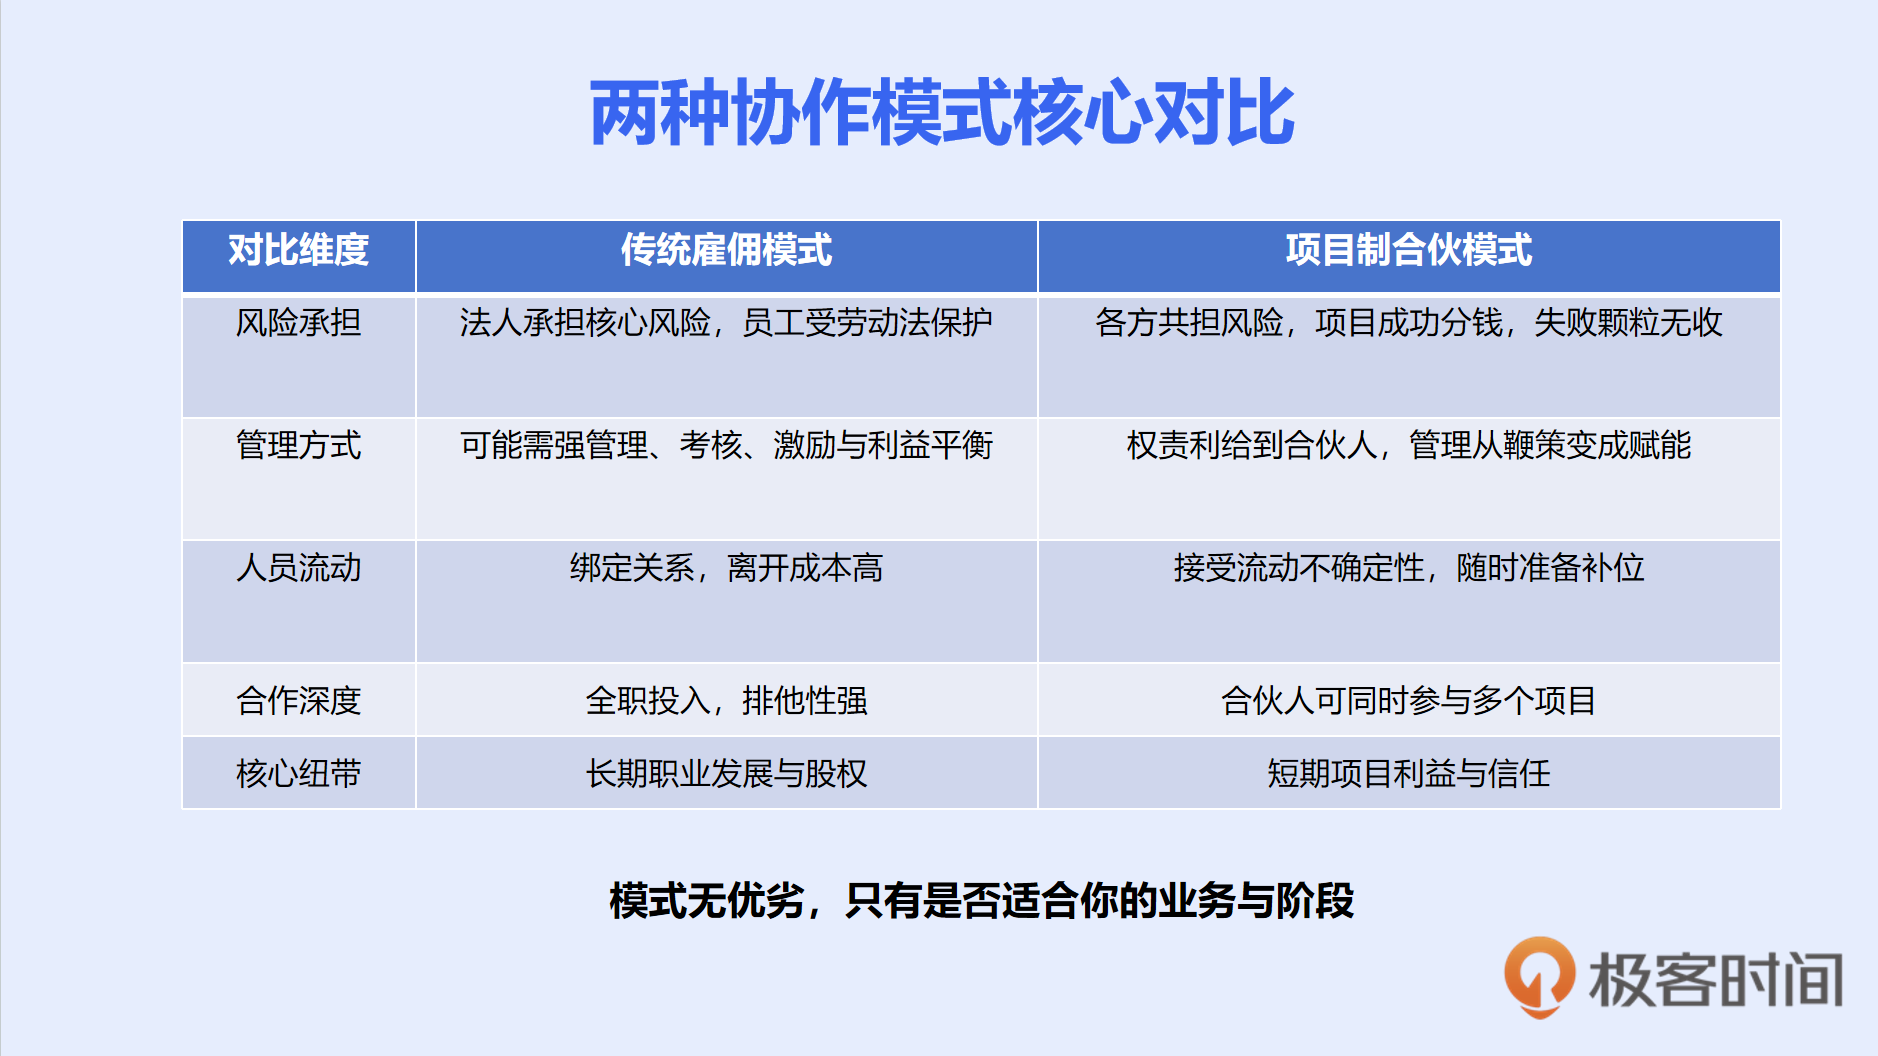 两种协作模式核心对比
对比维度 传统雇佣模式 项目制合伙模式
风险承担 法人承担核心风险，员工受劳动法保护 各方共担风险，项目成功分钱，失败颗粒无收
管理方式 可能需强管理、考核、激励与利益平衡 权责利给到合伙人，管理从鞭策变成赋能
人员流动 绑定关系，离开成本高 接受流动不确定性，随时准备补位
合作深度 全职投入，排他性强 合伙人可同时参与多个项目
核心纽带 长期职业发展与股权 短期项目利益与信任
模式无优劣，只有是否适合你的业务与阶段
极客时间